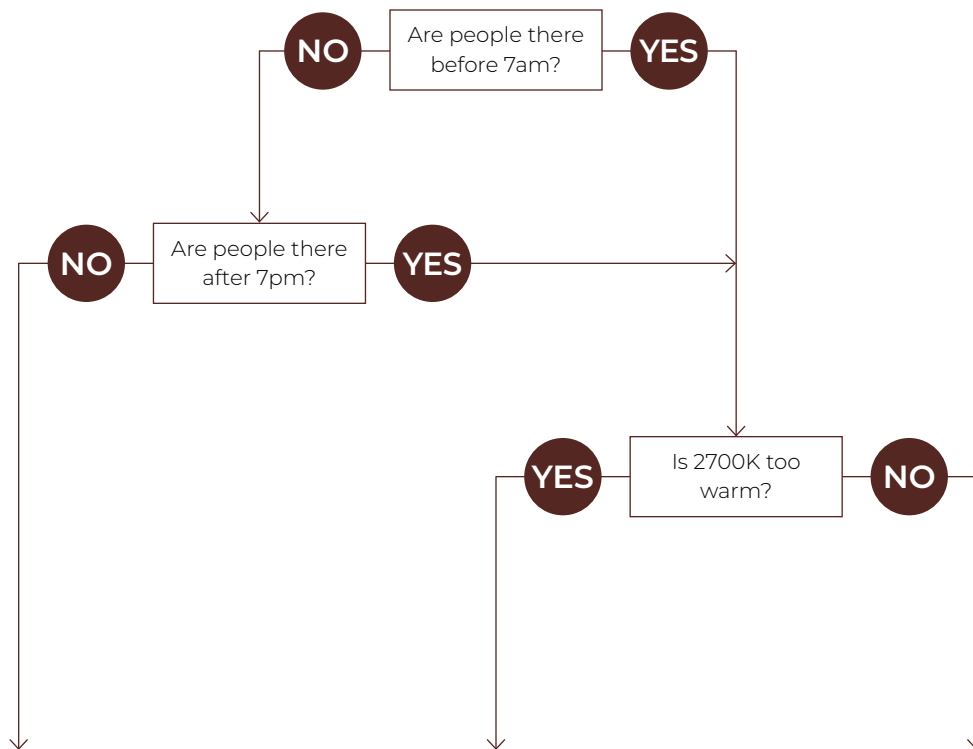 NO
Are people there
before 7am?
YES
NO
Are people there
after 7pm?
YES
YES
Is 2700K too
warm?
NO